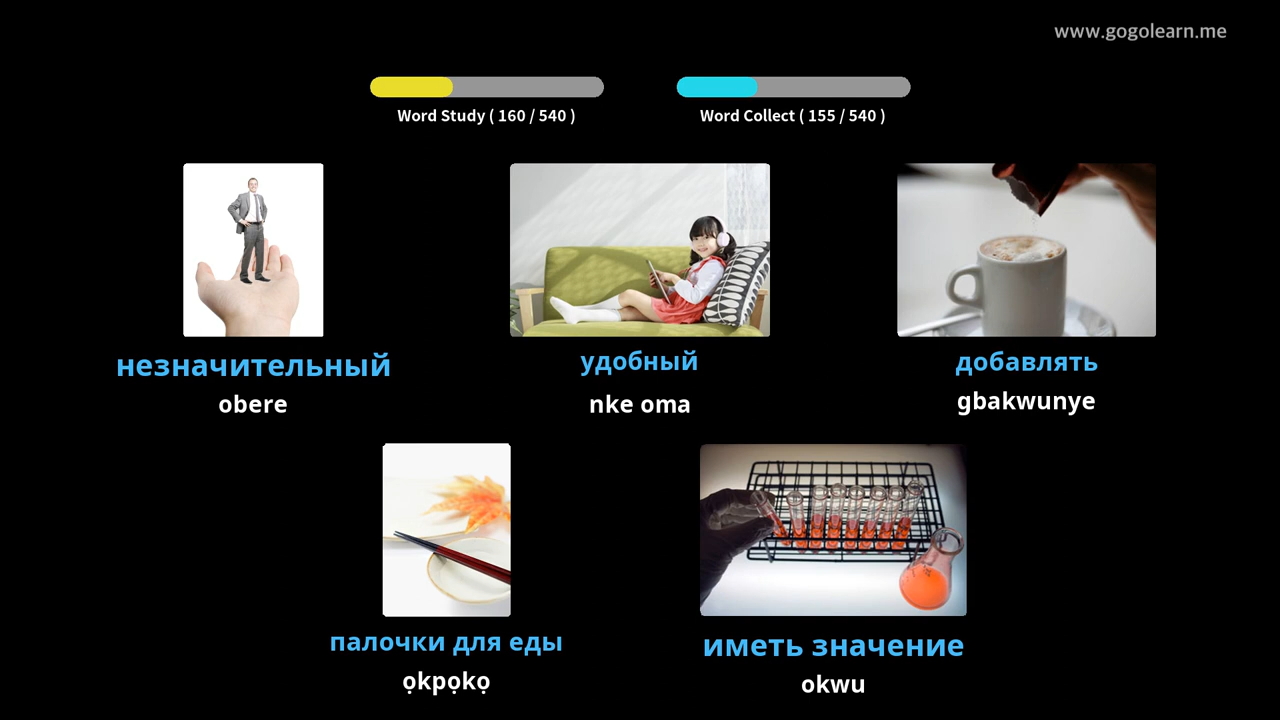 www.gogolearn.me
Word Study ( 160 / 540 )
Word Collect ( 155 / 540 )
незначительный
obere
удобный
nke oma
добавлять
gbakwunye
палочки для еды
ọkpọkọ
иметь значение
okwu